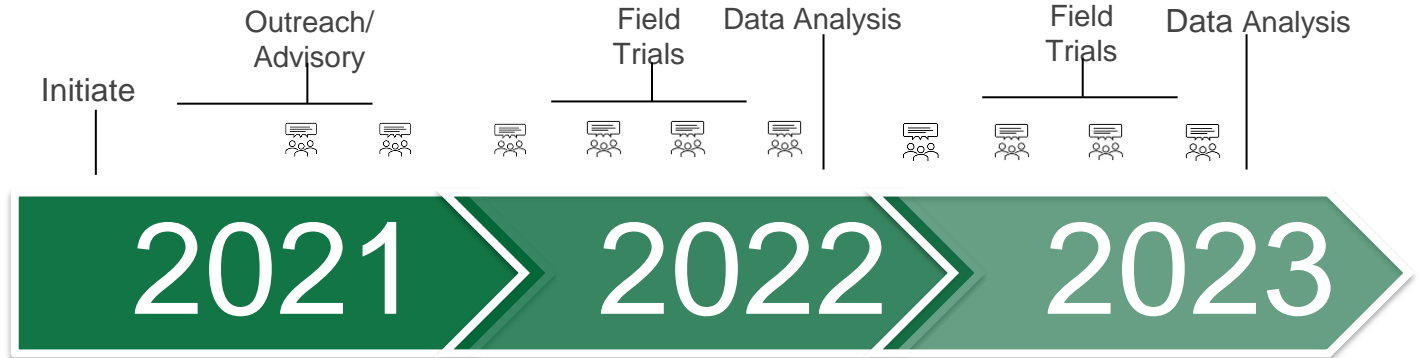 Initiate
Outreach/
Advisory
Field
Trials
Data Analysis
Field
Trials
Data Analysis
2021
2022
2023